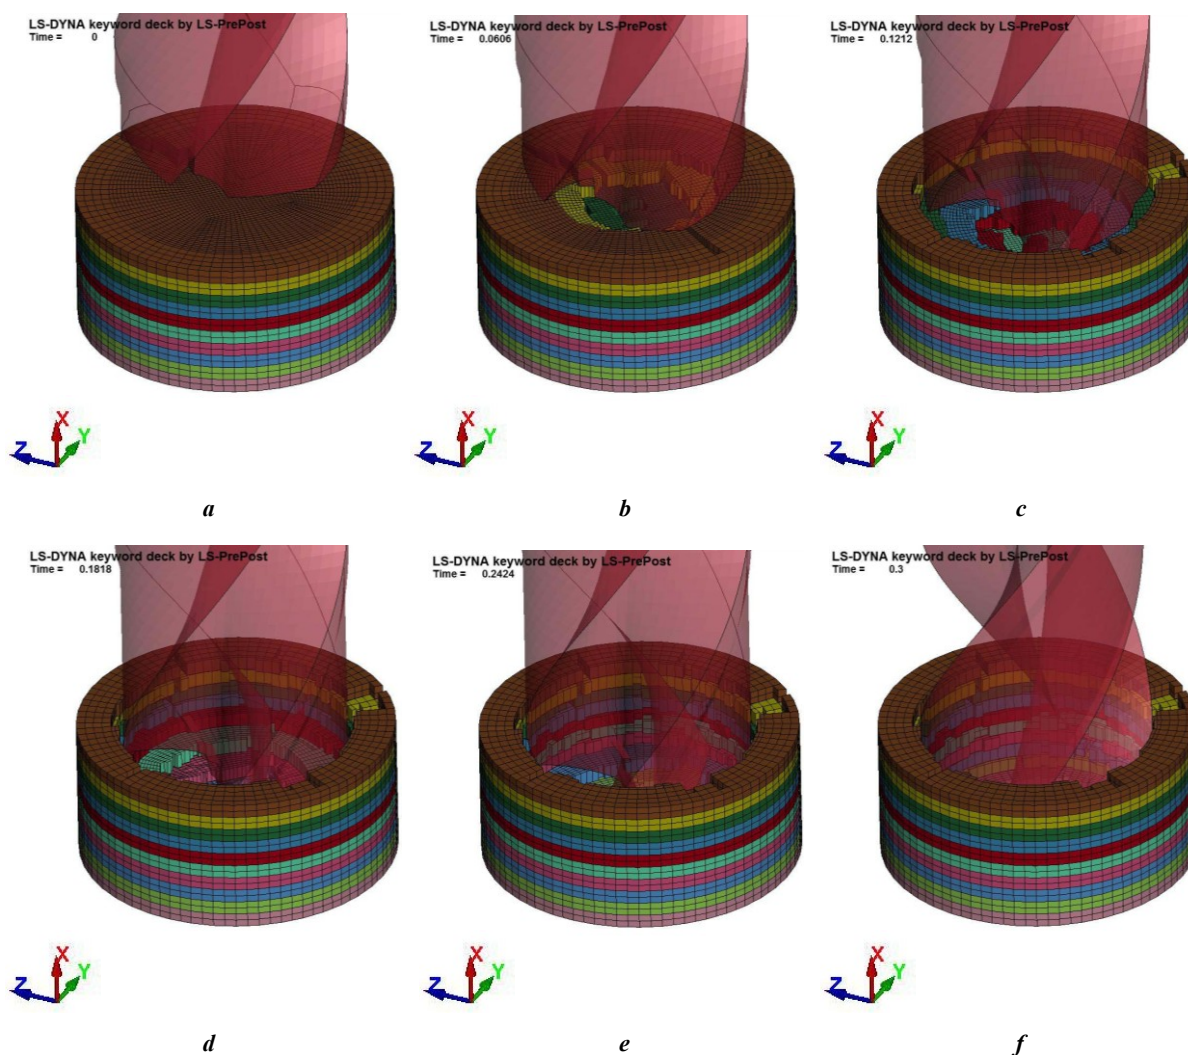 LS-DYNA keyword deck by LS-PrePost
Time = 0
X
Y
Z
a
LS-DYNA keyword deck by LS-PrePost
Time = 0.0606
X
Y
Z
b
LS-DYNA keyword deck by LS-PrePost
Time = 0.1212
X
Y
Z
c
LS-DYNA keyword deck by LS-PrePost
Time = 0.1818
X
Y
Z
d
LS-DYNA keyword deck by LS-PrePost
Time = 0.2424
X
Y
Z
e
LS-DYNA keyword deck by LS-PrePost
Time = 0.3
X
Y
Z
f